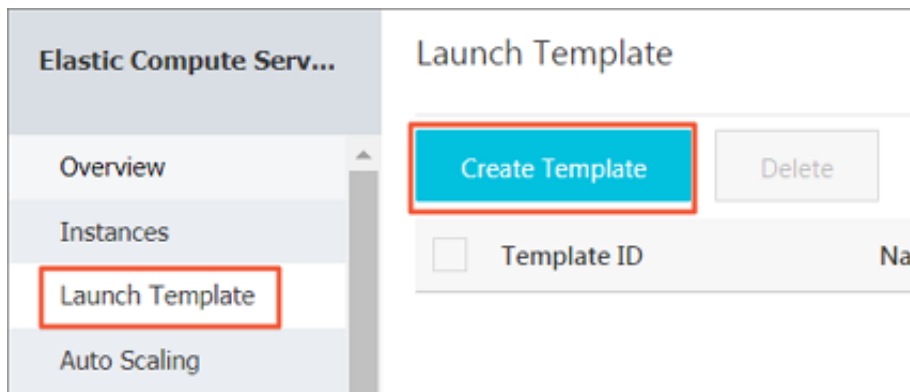 Elastic Compute Serv...
Overview
Instances
Launch Template
Auto Scaling
Launch Template
Create Template
Delete
Template ID
Na